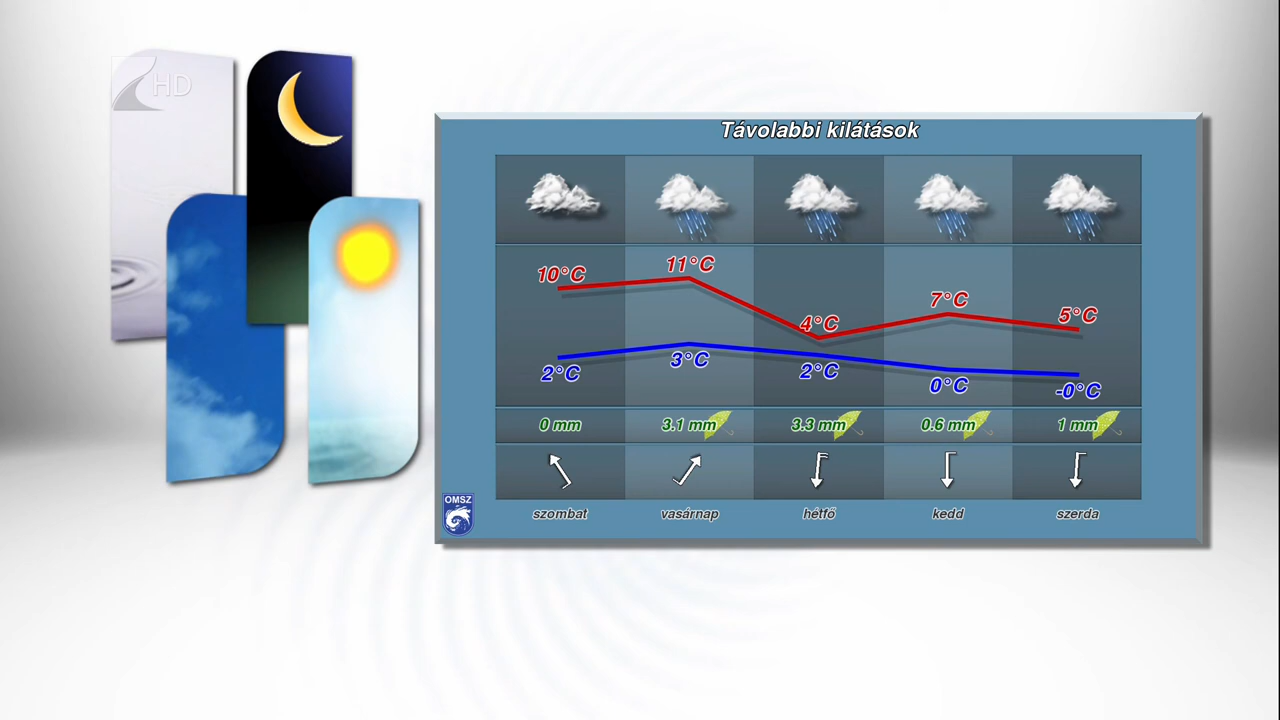 HD
Távolabbi kilátások
10°C 11°C 4°C 7°C 5°C
2°C 3°C 2°C 0°C -0°C
0 mm 3.1 mm 3.3 mm 0.6 mm 1 mm
OMSZ
szombat vasárnap hétfő kedd szerda